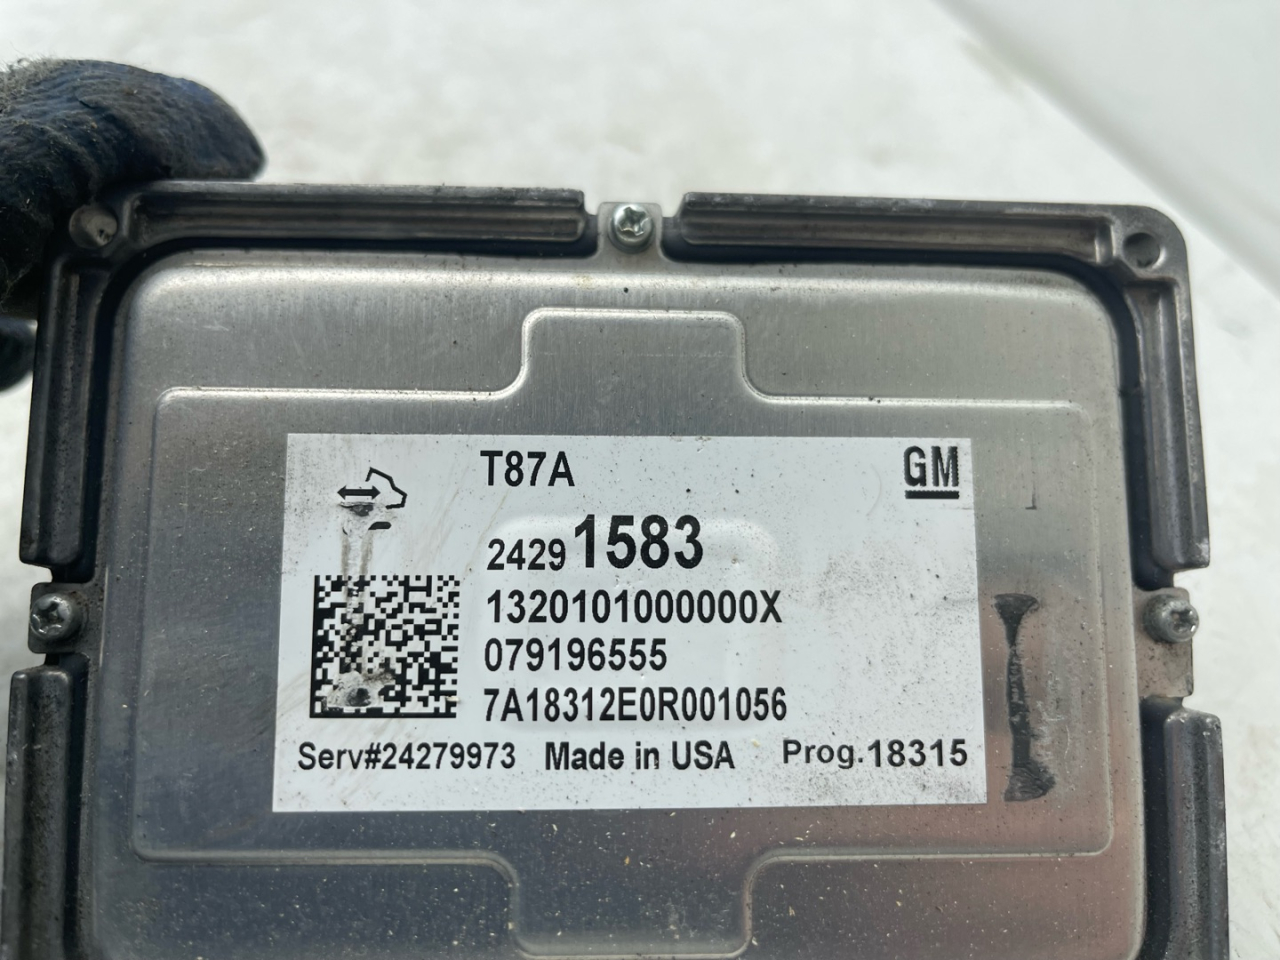 T87A
GM
24291583
1320101000000X
079196555
7A18312E0R001056
Serv#24279973 Made in USA Prog.18315